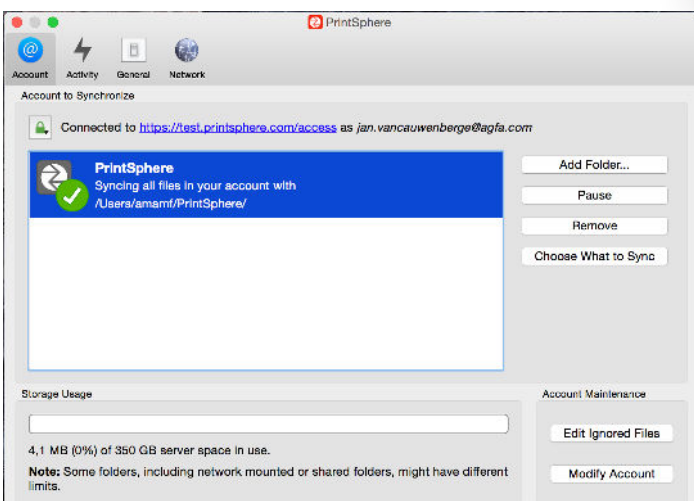 PrintSphere
Account
Activity
General
Network
Account to Synchronize
Connected to https://test.printsphere.com/access as jan.vancauwenberge@agfa.com
PrintSphere
Syncing all files in your account with
/Users/amamf/PrintSphere/
Add Folder...
Pause
Remove
Choose What to Sync
Storage Usage
4,1 MB (0%) of 350 GB server space in use.
Note: Some folders, including network mounted or shared folders, might have different
limits.
Account Maintenance
Edit Ignored Files
Modify Account